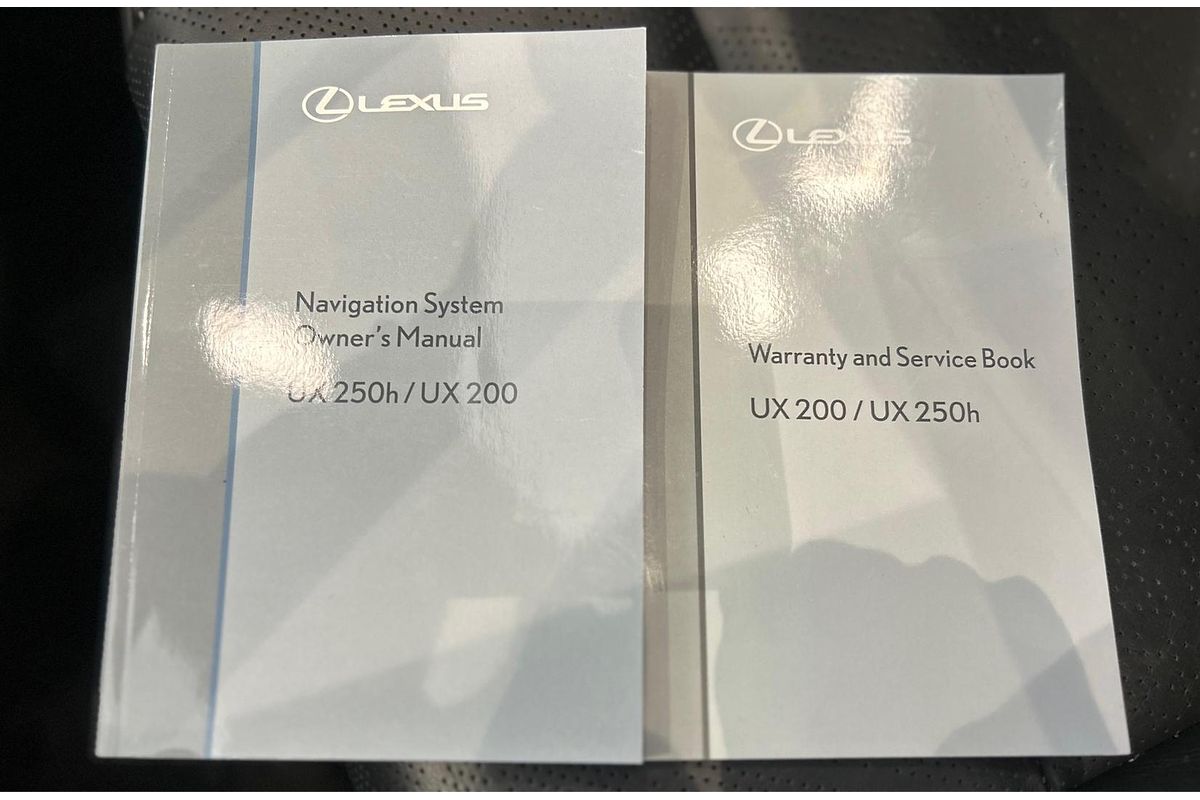 LEXUS
Navigation System
Owner's Manual
UX 250h / UX 200
LEXUS
Warranty and Service Book
UX 200 / UX 250h